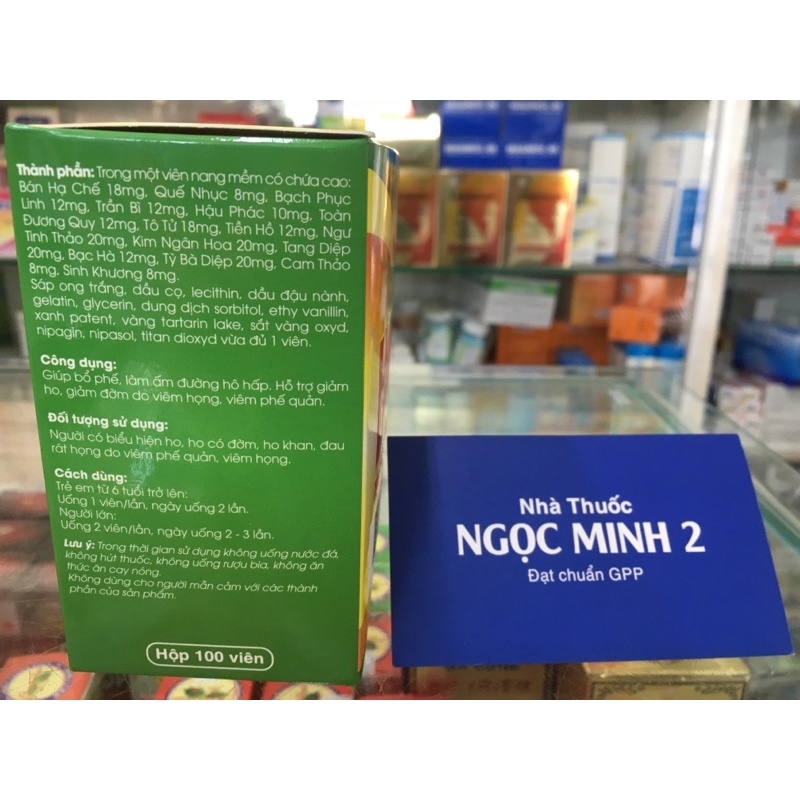 Thành phần: Trong một viên nang mềm có chứa cao:
Bán Hạ Chế 18mg, Quế Nhục 8mg, Bạch Phục
Linh 12mg, Trần Bì 12mg, Hậu Phác 10mg, Toàn
Đương Quy 12mg, Tô Tử 18mg, Tiền Hồ 12mg, Ngư
Tinh Thảo 20mg, Kim Ngân Hoa 20mg, Tang Diệp
20mg, Bạc Hà 12mg, Tỳ Bà Diệp 20mg, Cam Thảo
8mg, Sinh Khương 8mg.
Sáp ong trắng, dầu cọ, lecithin, dầu đậu nành,
gelatin, glycerin, dung dịch sorbitol, ethy vanillin,
xanh patent, vàng tartarin lake, sắt vàng oxyd,
nipagin, nipasol, titan dioxyd vừa đủ 1 viên.
Công dụng:
Giúp bổ phế, làm ấm đường hô hấp. Hỗ trợ giảm
ho, giảm đờm do viêm họng, viêm phế quản.
Đối tượng sử dụng:
Người có biểu hiện ho, ho có đờm, ho khan, đau
rát họng do viêm phế quản, viêm họng.
Cách dùng:
Trẻ em từ 6 tuổi trở lên:
Uống 1 viên/lần, ngày uống 2 lần.
Người lớn:
Uống 2 viên/lần, ngày uống 2 - 3 lần.
Lưu ý: Trong thời gian sử dụng không uống nước đá,
không hút thuốc, không uống rượu bia, không ăn
thức ăn cay nóng.
Không dùng cho người mẫn cảm với các thành
phần của sản phẩm.
Hộp 100 viên
Nhà Thuốc
NGỌC MINH 2
Đạt chuẩn GPP